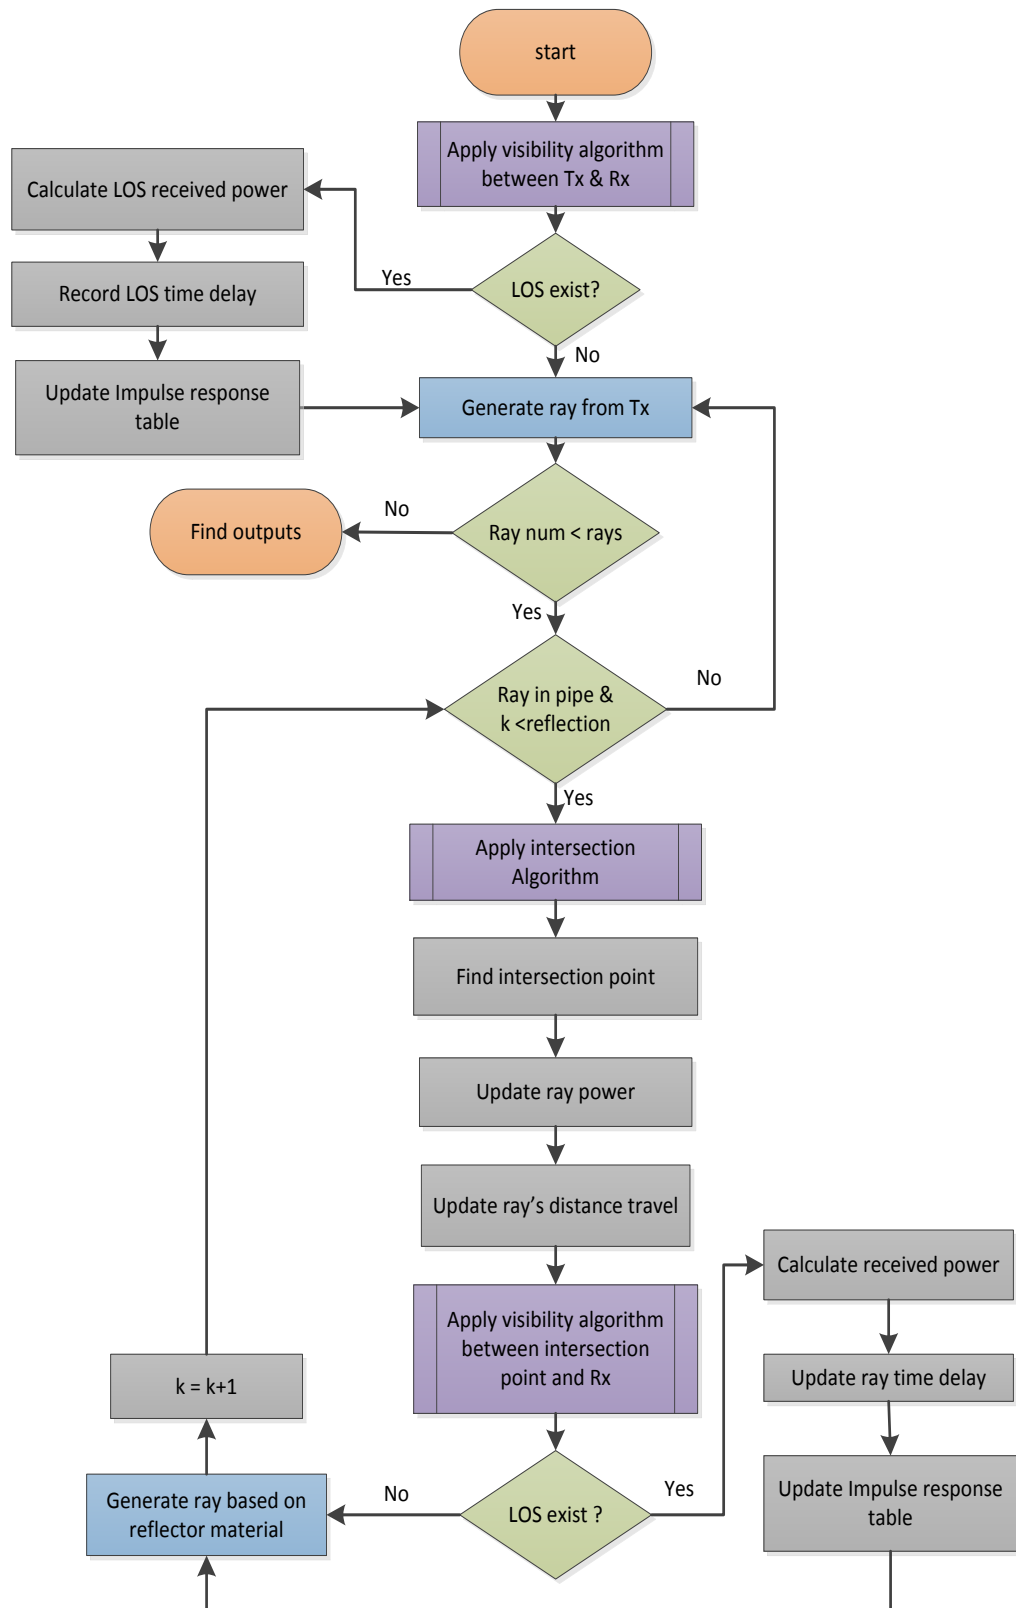 start
Apply visibility algorithm
between Tx & Rx
Calculate LOS received power
Yes
LOS exist?
Record LOS time delay
No
Update Impulse response
table
Generate ray from Tx
No
Find outputs
Ray num < rays
Yes
Ray in pipe &
k <reflection
No
Yes
Apply intersection
Algorithm
Find intersection point
Update ray power
Update ray's distance travel
Calculate received power
Apply visibility algorithm
between intersection
point and Rx
k = k+1
Update ray time delay
Generate ray based on
reflector material
No
LOS exist ?
Yes
Update Impulse response
table